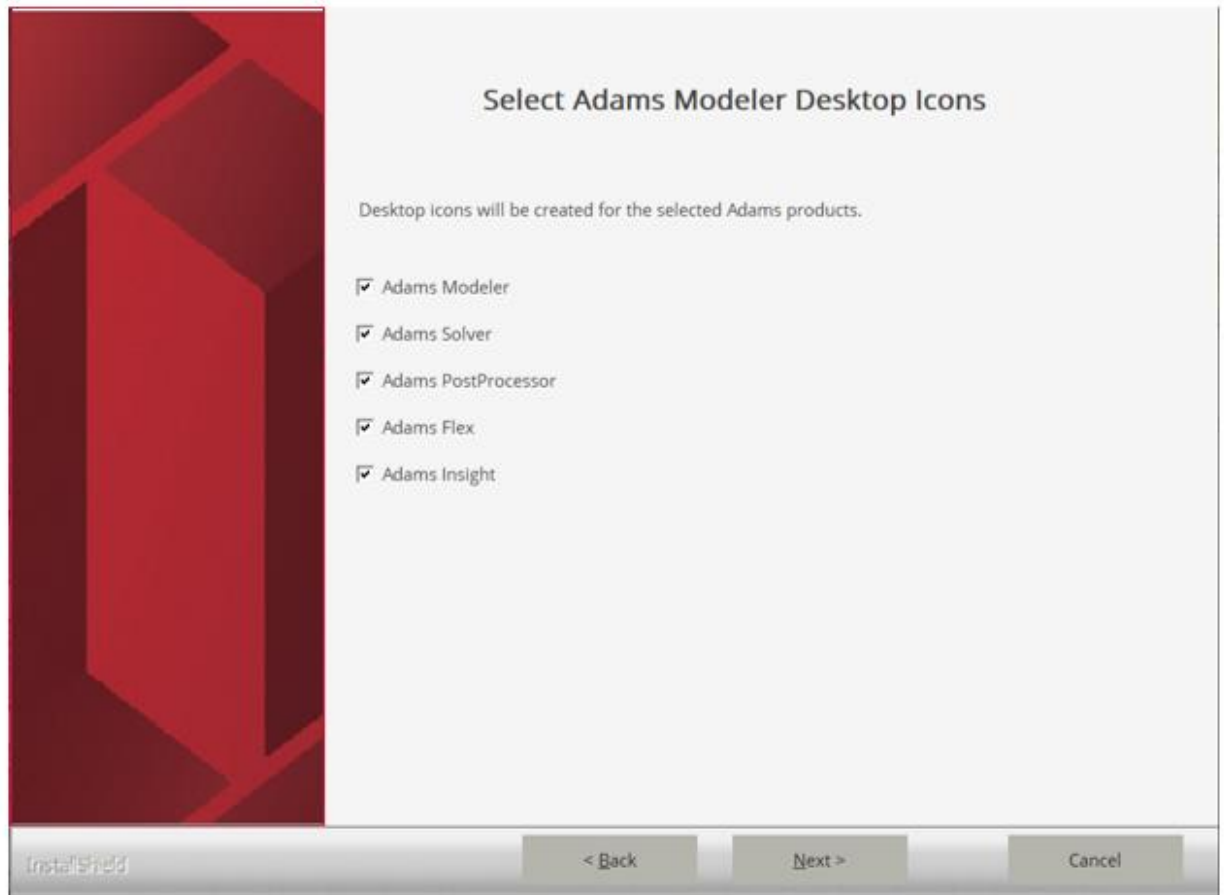 Select Adams Modeler Desktop Icons
Desktop icons will be created for the selected Adams products.
Adams Modeler
Adams Solver
Adams PostProcessor
Adams Flex
Adams Insight
InstallShield
< Back
Next >
Cancel